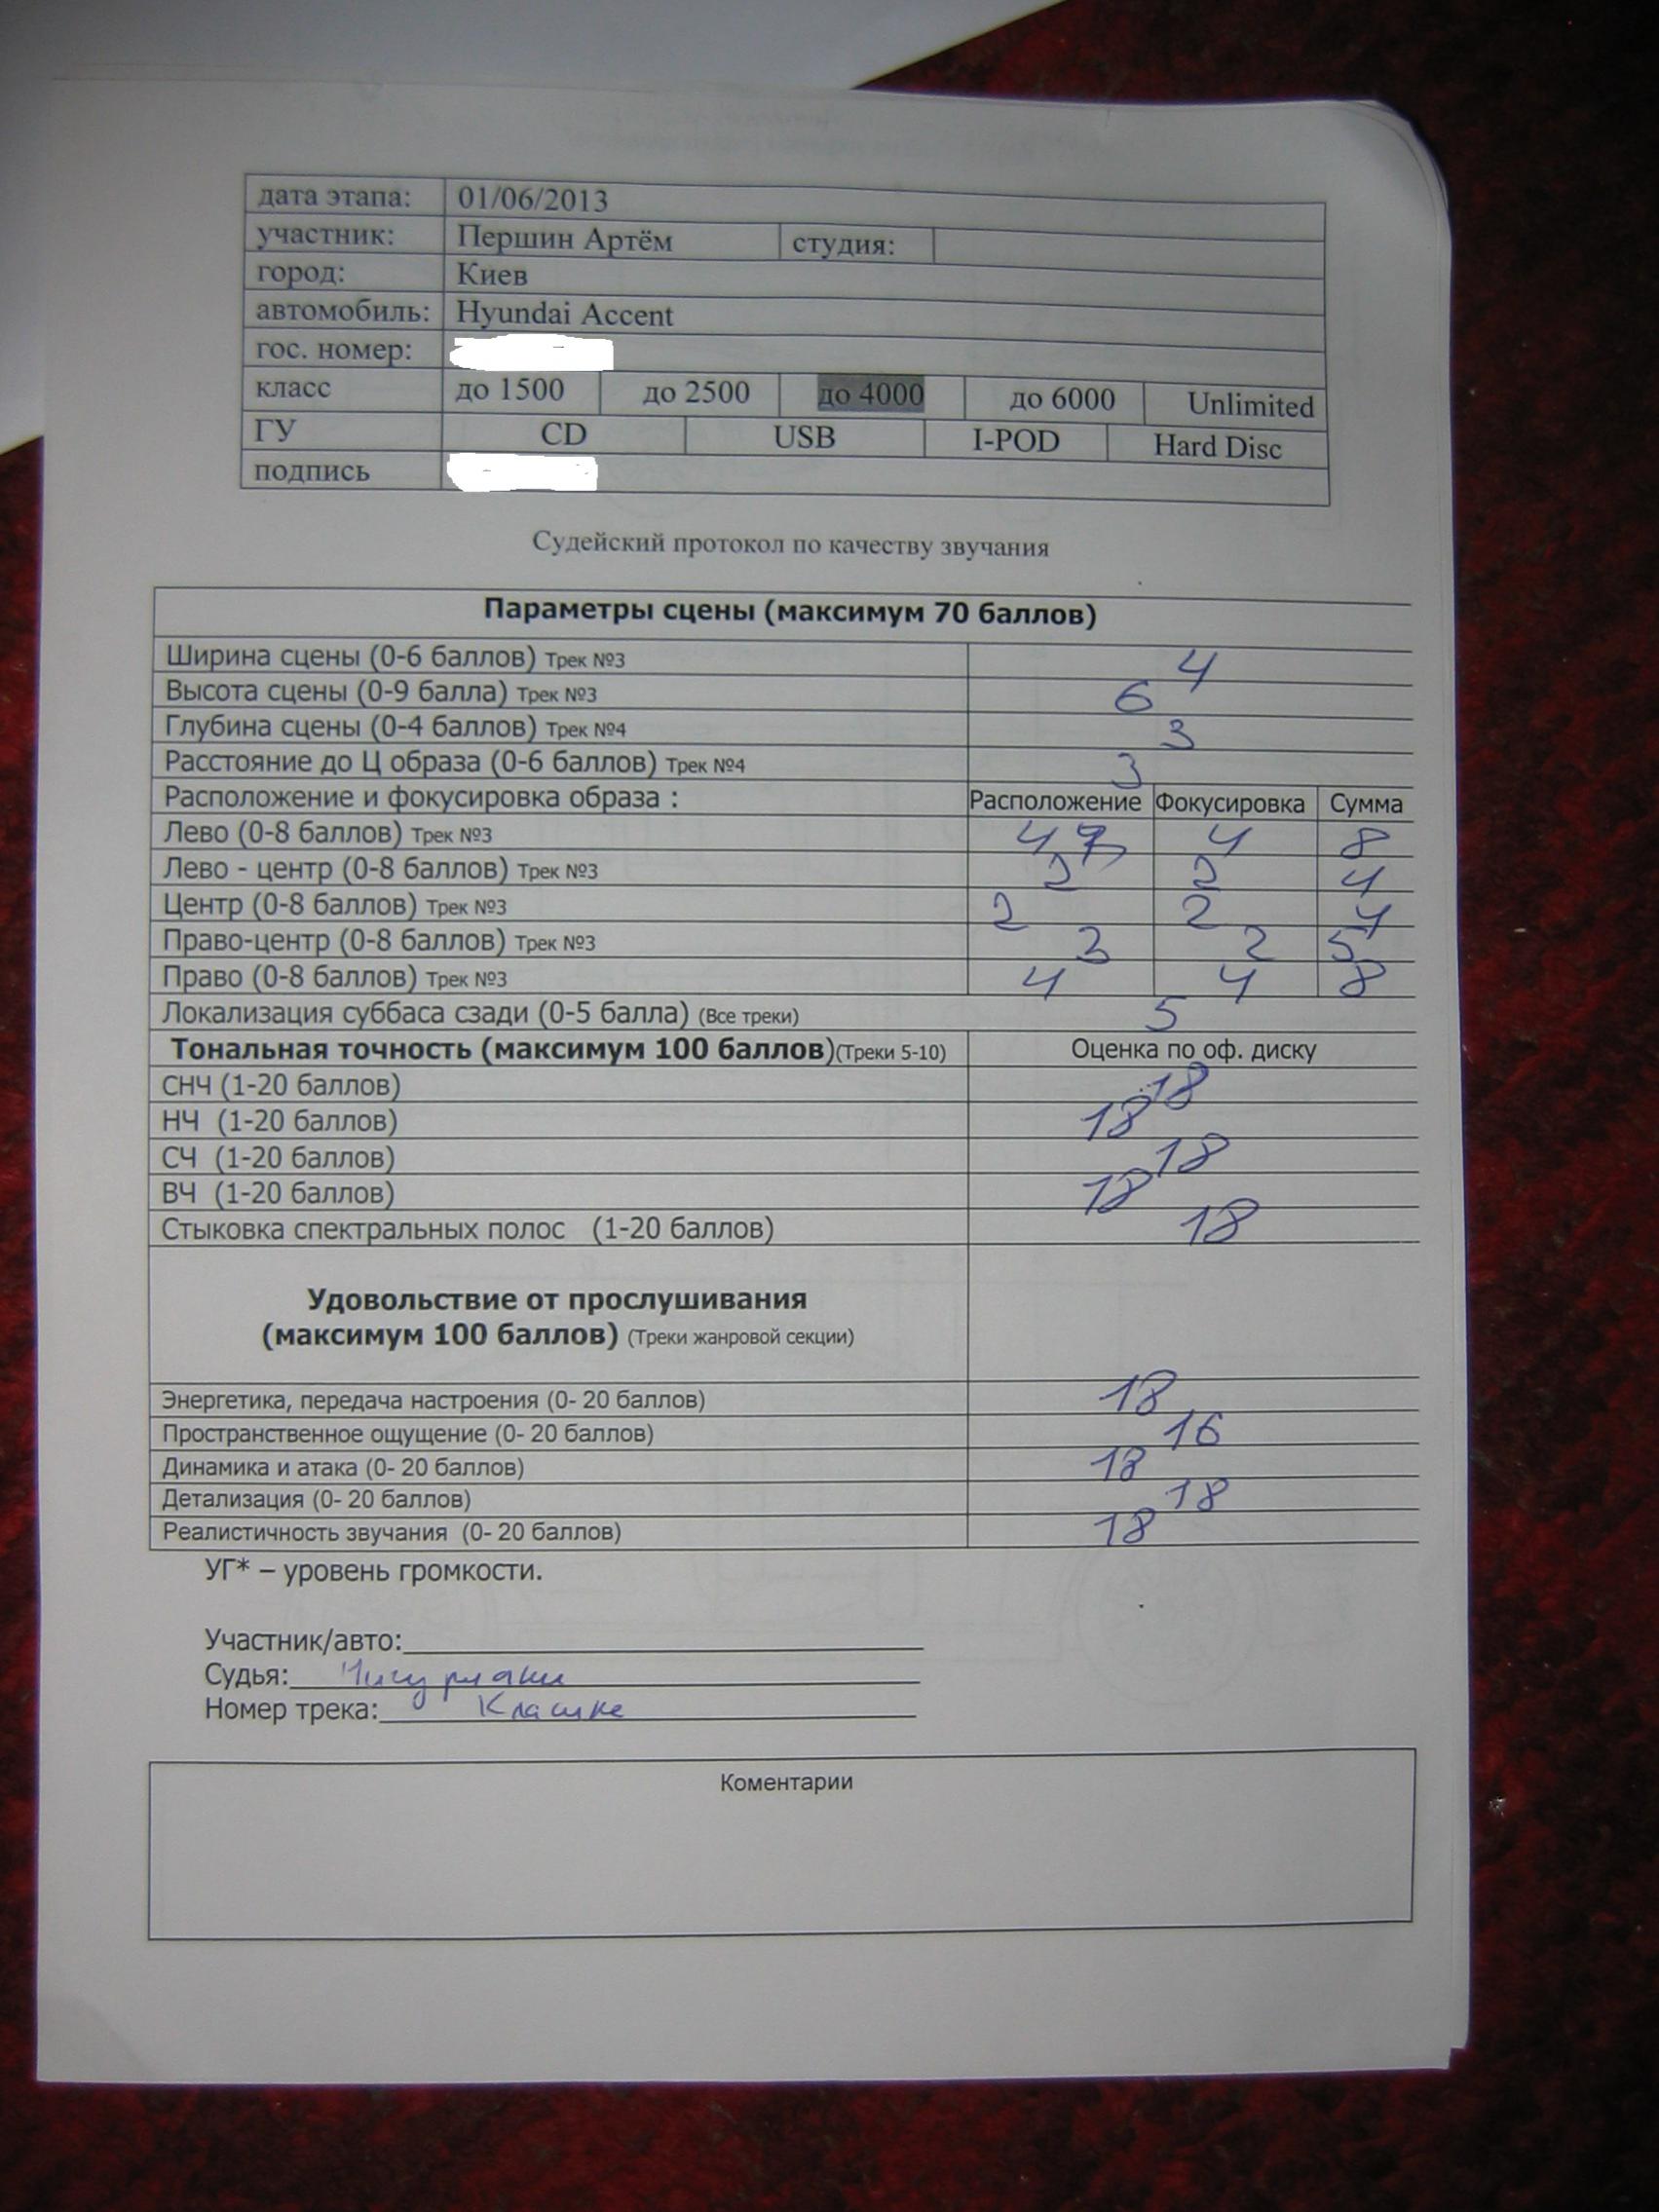 дата этапа: 01/06/2013
участник: Першин Артём студия:
город: Киев
автомобиль: Hyundai Accent
гос. номер:
класс до 1500 до 2500 до 4000 до 6000 Unlimited
ГУ CD USB I-POD Hard Disc
подпись
Судейский протокол по качеству звучания
Параметры сцены (максимум 70 баллов)
Ширина сцены (0-6 баллов) Трек №3 4
Высота сцены (0-9 балла) Трек №3 6
Глубина сцены (0-4 баллов) Трек №4 3
Расстояние до Ц образа (0-6 баллов) Трек №4 3
Расположение и фокусировка образа : Расположение Фокусировка Сумма
Лево (0-8 баллов) Трек №3 4 4 8
Лево - центр (0-8 баллов) Трек №3 2 2 4
Центр (0-8 баллов) Трек №3 2 2 4
Право-центр (0-8 баллов) Трек №3 3 2 5
Право (0-8 баллов) Трек №3 4 4 8
Локализация суббаса сзади (0-5 балла) (Все треки) 5
Тональная точность (максимум 100 баллов)(Треки 5-10) Оценка по оф. диску
СНЧ (1-20 баллов) 18
НЧ (1-20 баллов) 18
СЧ (1-20 баллов) 18
ВЧ (1-20 баллов) 18
Стыковка спектральных полос (1-20 баллов) 18
Удовольствие от прослушивания
(максимум 100 баллов) (Треки жанровой секции)
Энергетика, передача настроения (0- 20 баллов) 18
Пространственное ощущение (0- 20 баллов) 16
Динамика и атака (0- 20 баллов) 18
Детализация (0- 20 баллов) 18
Реалистичность звучания (0- 20 баллов) 18
УГ* – уровень громкости.
Участник/авто:
Судья:
Номер трека:
Коментарии